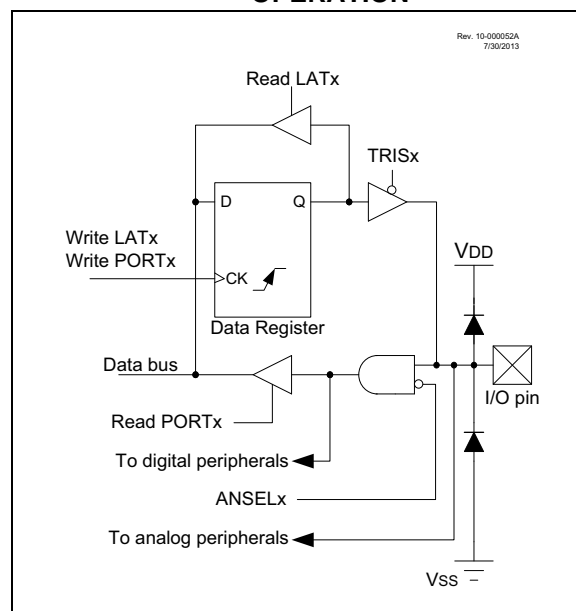 OPERATION
Rev. 10-000052A
7/30/2013
Read LATx
TRISx
D
Q
Write LATx
Write PORTx
CK
VDD
Data Register
Data bus
I/O pin
Read PORTx
To digital peripherals
ANSELx
To analog peripherals
Vss